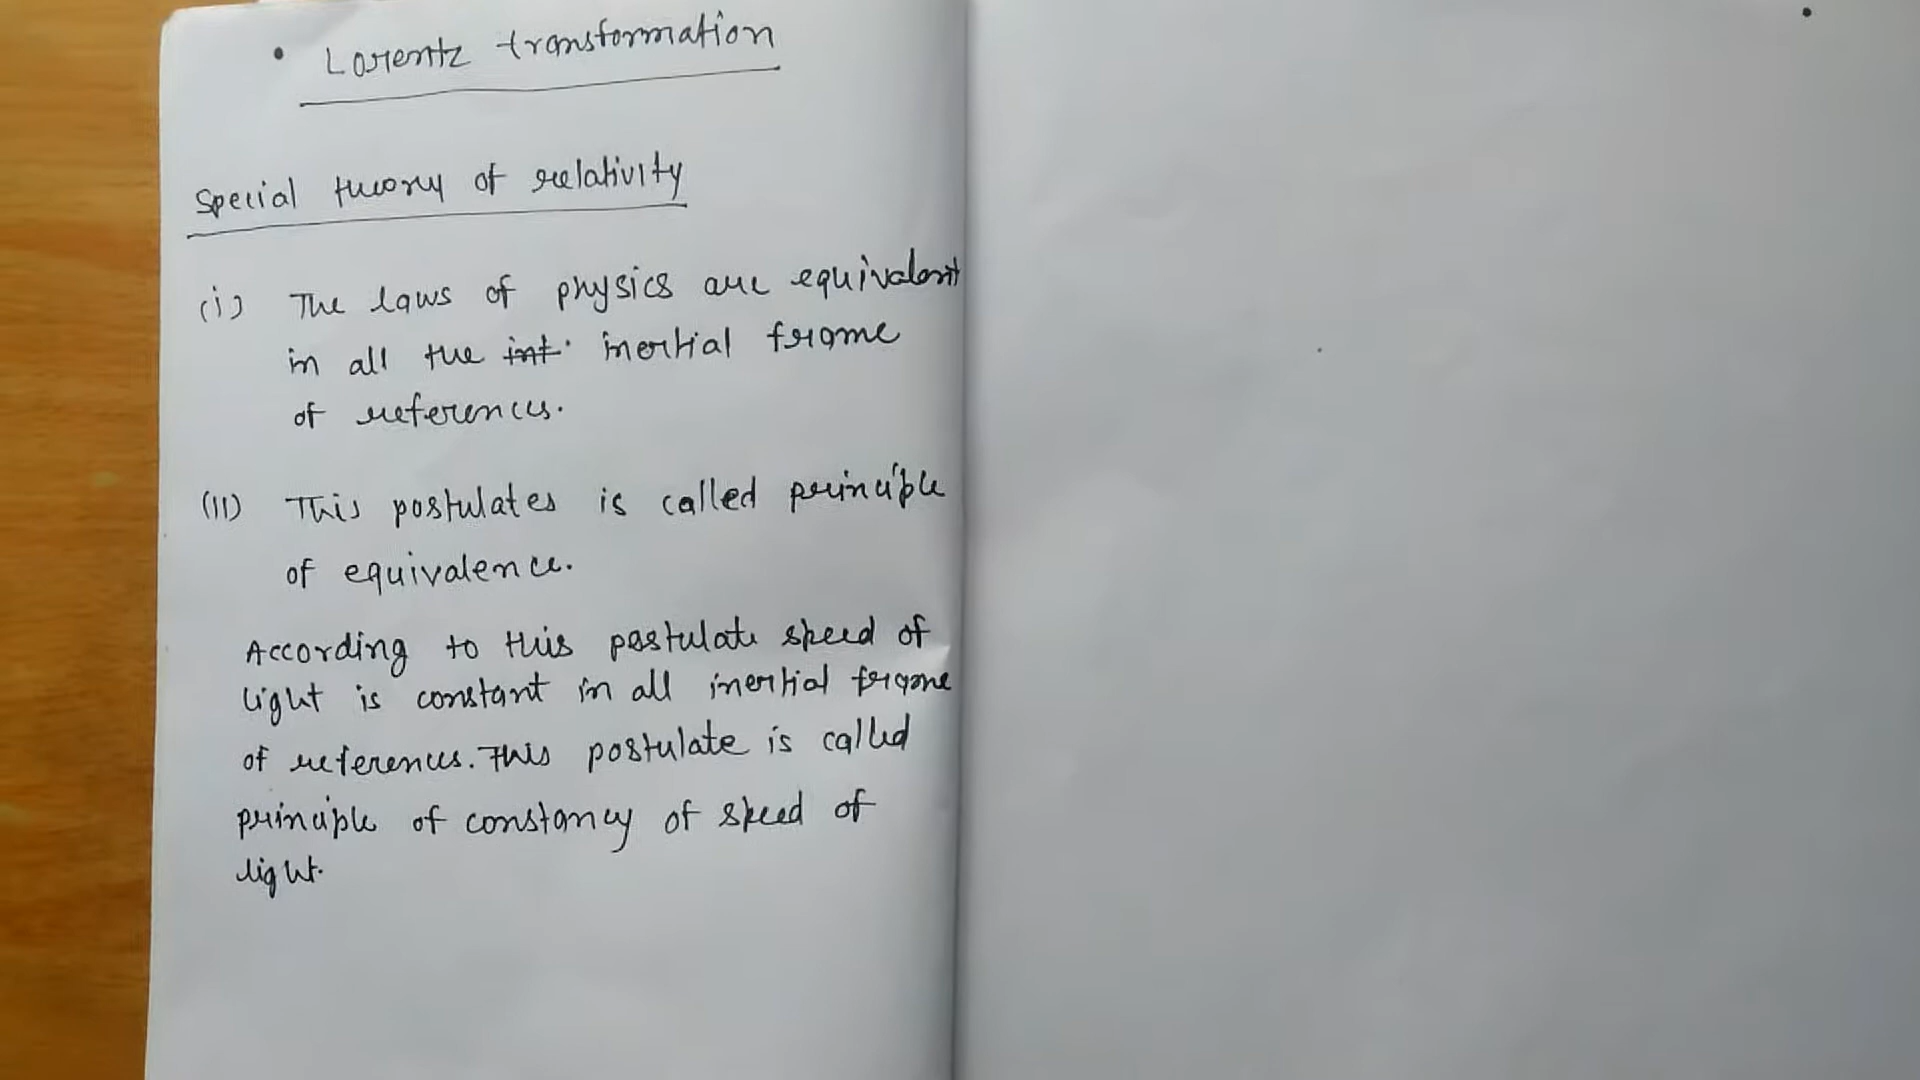 • Lorentz transformation
Special theory of relativity
(i) The laws of physics are equivalent
in all the int. inertial frame
of references.
(II) This postulates is called principle
of equivalence.
According to this postulate speed of
light is constant in all inertial frame
of references. This postulate is called
principle of constancy of speed of
light.